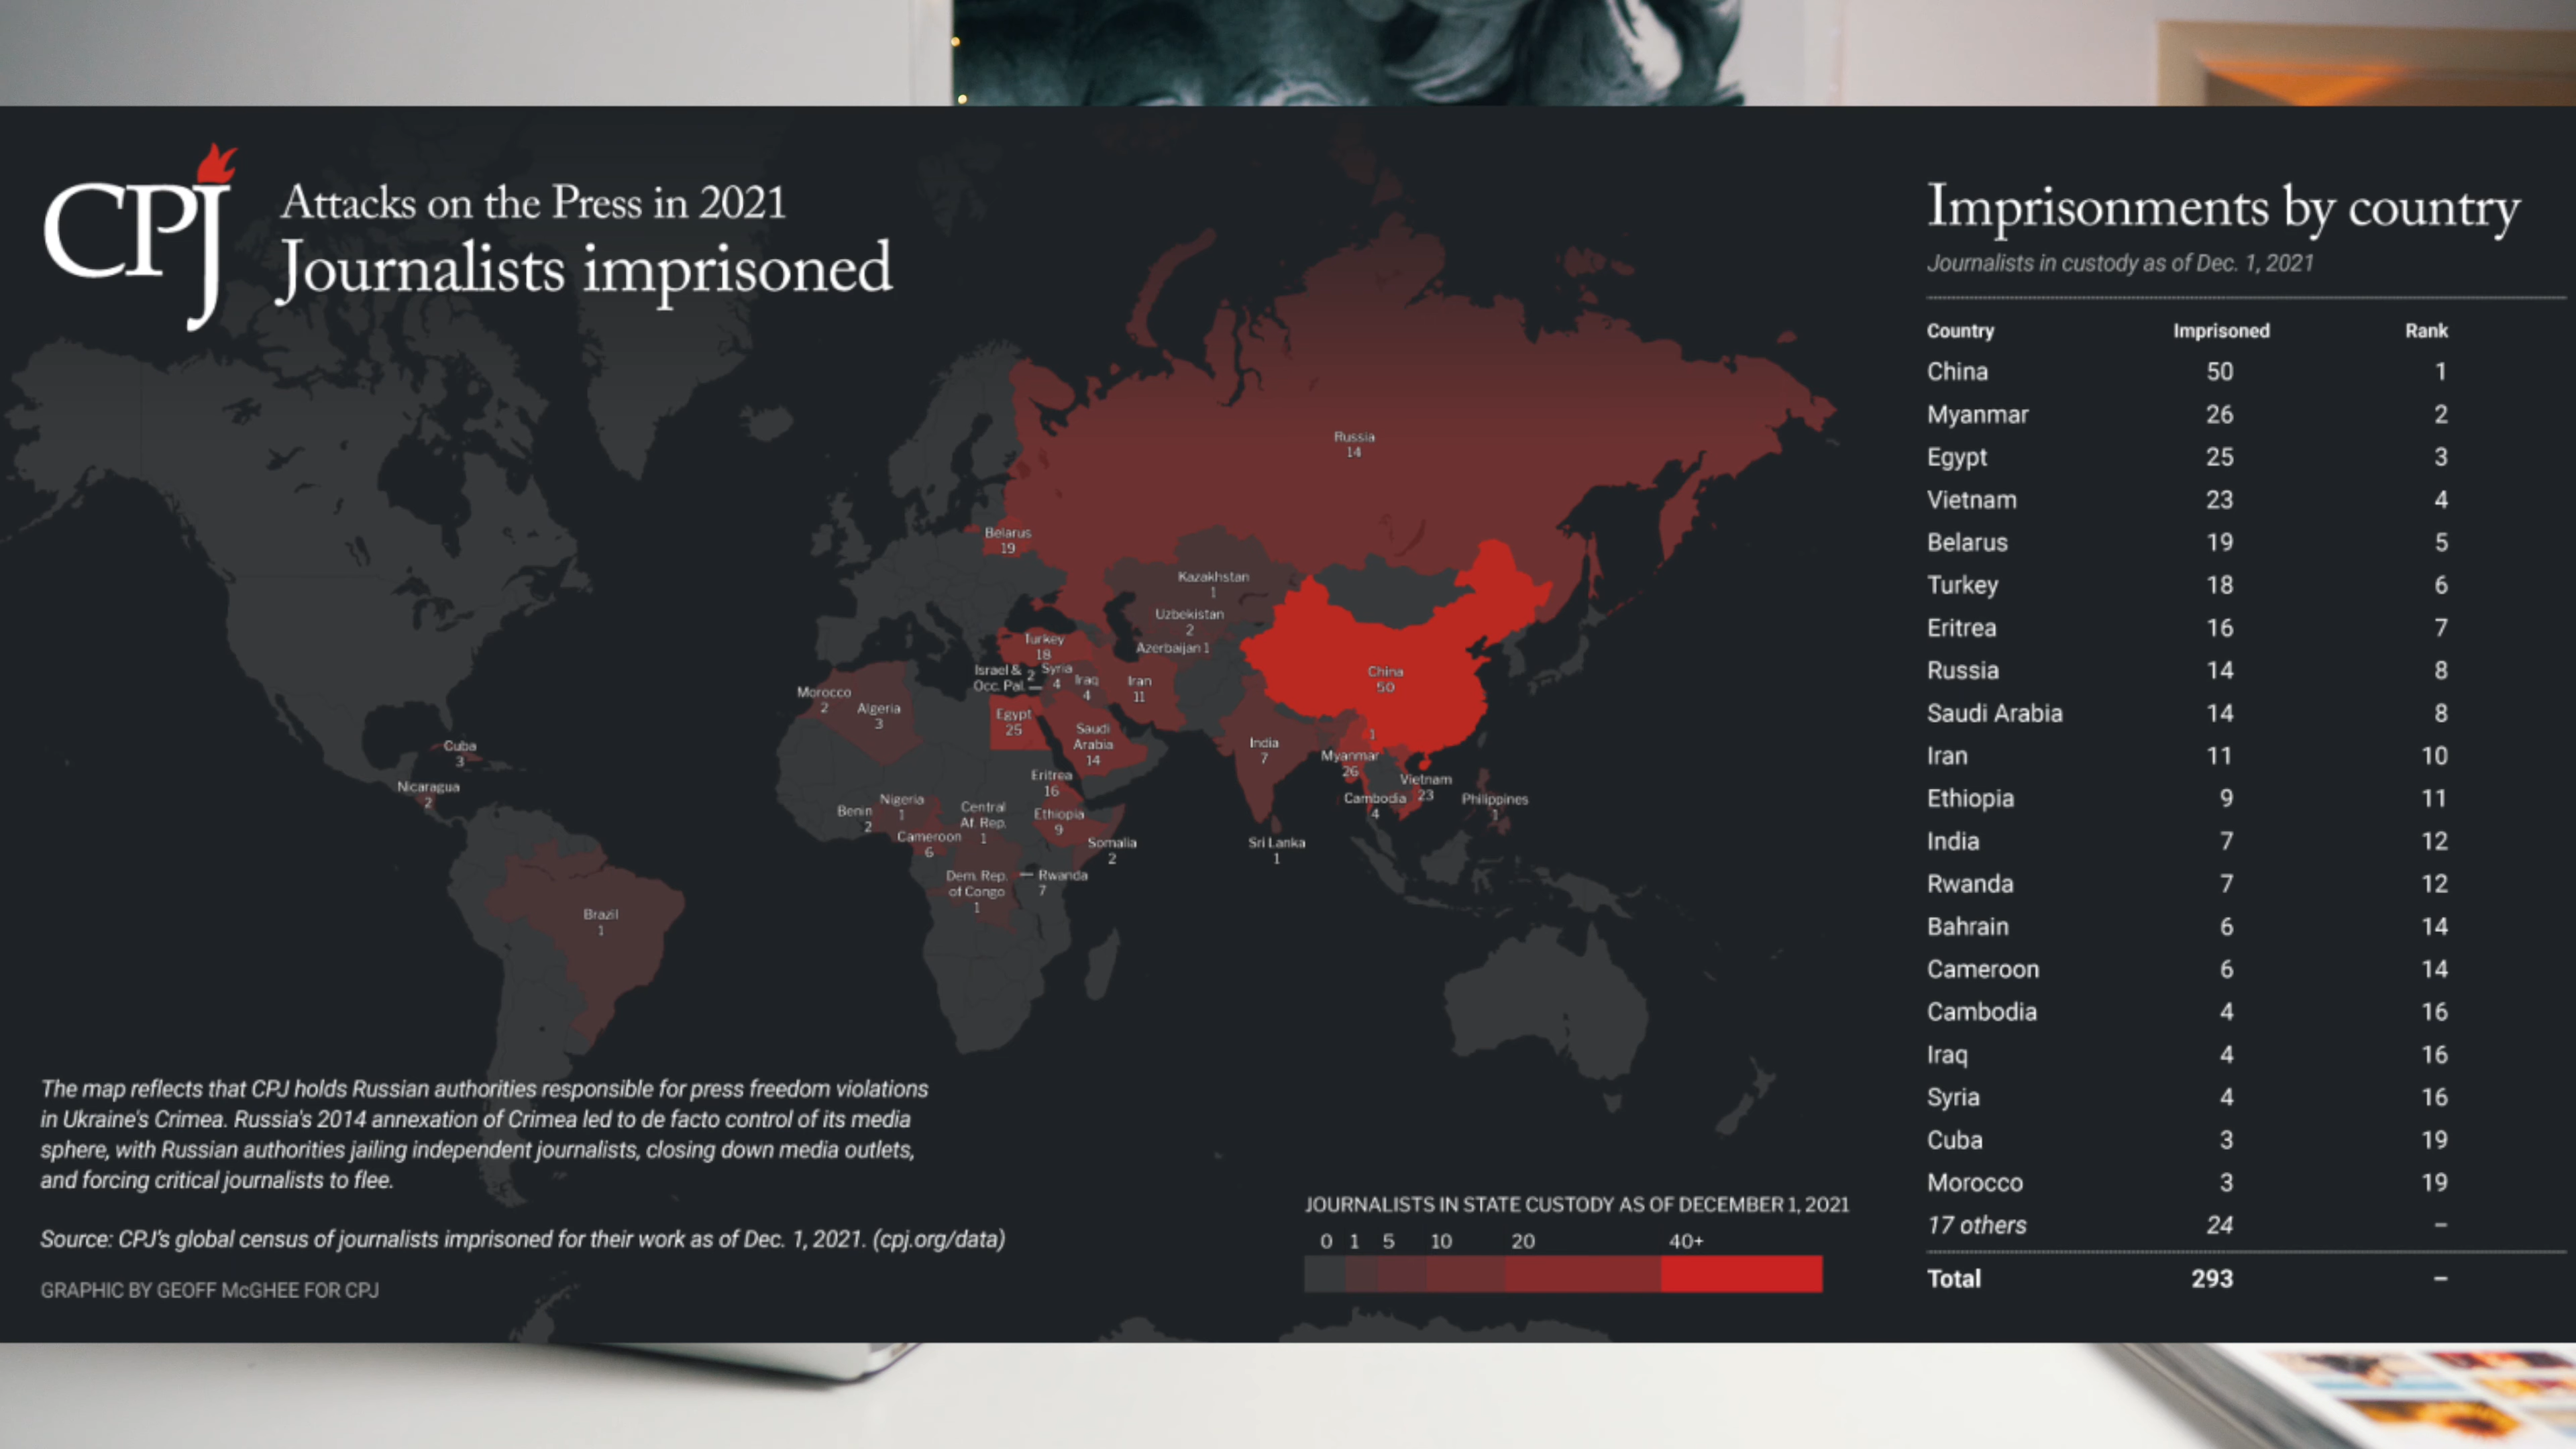 CPJ
Attacks on the Press in 2021
Journalists imprisoned
Russia
14
Belarus
19
Kazakhstan
1
Uzbekistan
2
Azerbaijan 1
Turkey
18
Israel & 2
Occ. Pal.
Syria
4
Iraq
4
Iran
11
China
50
Morocco
2
Algeria
3
Egypt
25
Saudi
Arabia
14
India
7
1
Myanmar
26
Vietnam
23
Cambodia
4
Philippines
1
Sri Lanka
1
Cuba
3
Nicaragua
2
Eritrea
16
Benin
2
Nigeria
1
Central
Af. Rep.
1
Ethiopia
9
Cameroon
6
Somalia
2
Dem. Rep.
of Congo
1
Rwanda
7
Brazil
1
The map reflects that CPJ holds Russian authorities responsible for press freedom violations
in Ukraine's Crimea. Russia's 2014 annexation of Crimea led to de facto control of its media
sphere, with Russian authorities jailing independent journalists, closing down media outlets,
and forcing critical journalists to flee.
Source: CPJ's global census of journalists imprisoned for their work as of Dec. 1, 2021. (cpj.org/data)
GRAPHIC BY GEOFF McGHEE FOR CPJ
JOURNALISTS IN STATE CUSTODY AS OF DECEMBER 1, 2021
0 1 5 10 20 40+
Imprisonments by country
Journalists in custody as of Dec. 1, 2021
Country Imprisoned Rank
China 50 1
Myanmar 26 2
Egypt 25 3
Vietnam 23 4
Belarus 19 5
Turkey 18 6
Eritrea 16 7
Russia 14 8
Saudi Arabia 14 8
Iran 11 10
Ethiopia 9 11
India 7 12
Rwanda 7 12
Bahrain 6 14
Cameroon 6 14
Cambodia 4 16
Iraq 4 16
Syria 4 16
Cuba 3 19
Morocco 3 19
17 others 24 –
Total 293 –